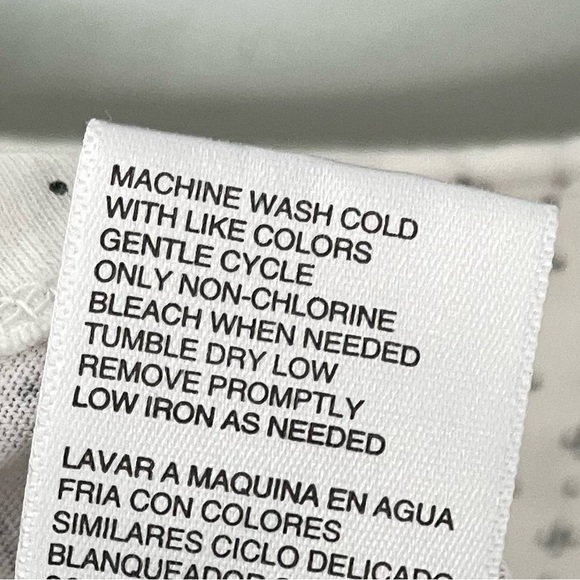 MACHINE WASH COLD
WITH LIKE COLORS
GENTLE CYCLE
ONLY NON-CHLORINE
BLEACH WHEN NEEDED
TUMBLE DRY LOW
REMOVE PROMPTLY
LOW IRON AS NEEDED
LAVAR A MAQUINA EN AGUA
FRIA CON COLORES
SIMILARES CICLO DELICADO
BLANQUEADOR